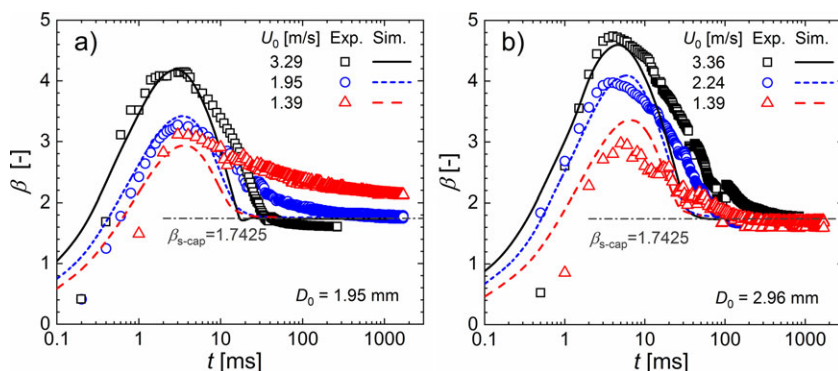 a)
U₀ [m/s] Exp. Sim.
3.29
1.95
1.39
β [-]
5
4
3
2
1
0
βs-cap=1.7425
D₀ = 1.95 mm
0.1 1 10 100 1000
t [ms]
b)
U₀ [m/s] Exp. Sim.
3.36
2.24
1.39
β [-]
5
4
3
2
1
0
βs-cap=1.7425
D₀ = 2.96 mm
0.1 1 10 100 1000
t [ms]